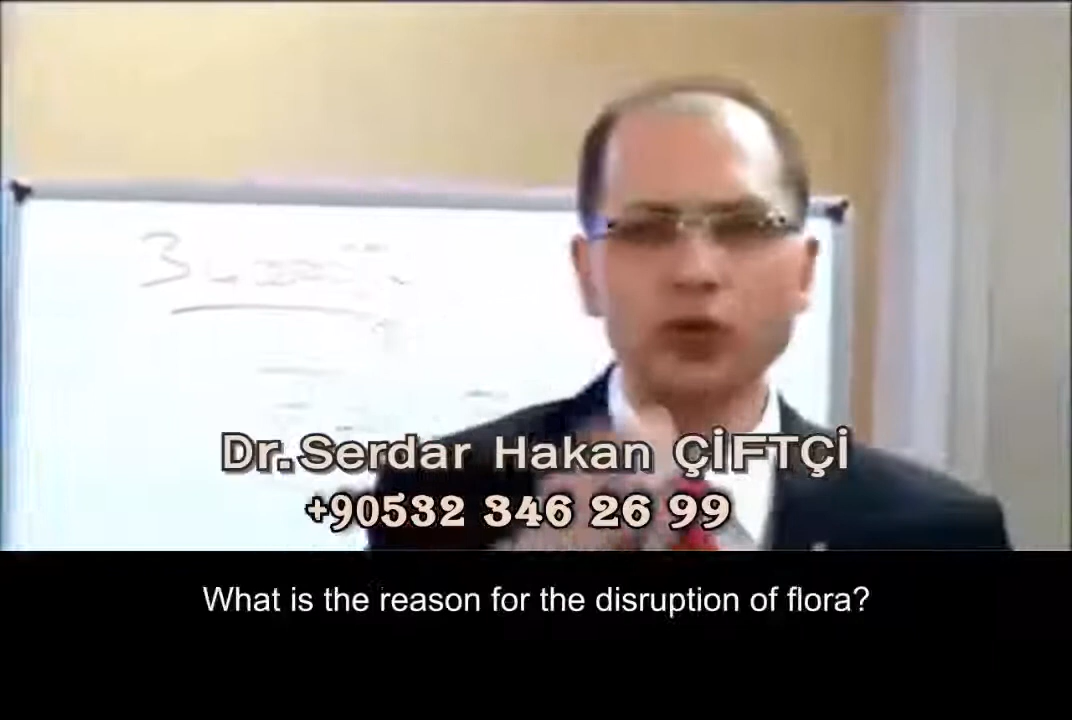 Dr. Serdar Hakan ÇİFTÇİ
+90532 346 26 99
What is the reason for the disruption of flora?